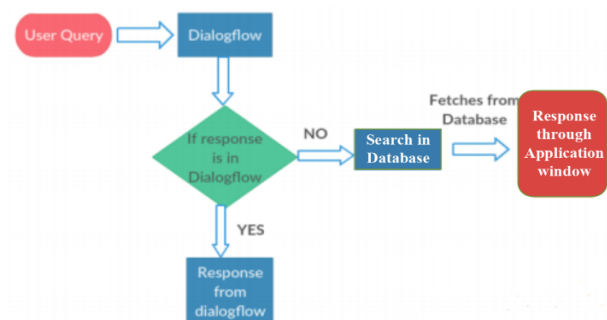 User Query
Dialogflow
If response
is in
Dialogflow
NO
Search in
Database
Fetches from
Database
Response
through
Application
window
YES
Response
from
dialogflow